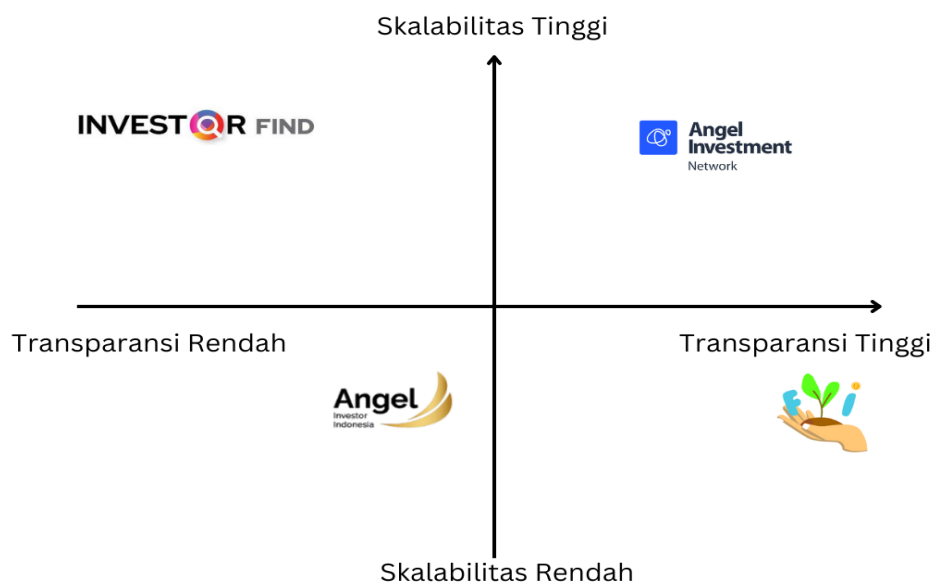 Skalabilitas Tinggi
INVESTOR FIND
Angel
Investment
Network
Transparansi Rendah
Transparansi Tinggi
Angel
Investor
Indonesia
Skalabilitas Rendah